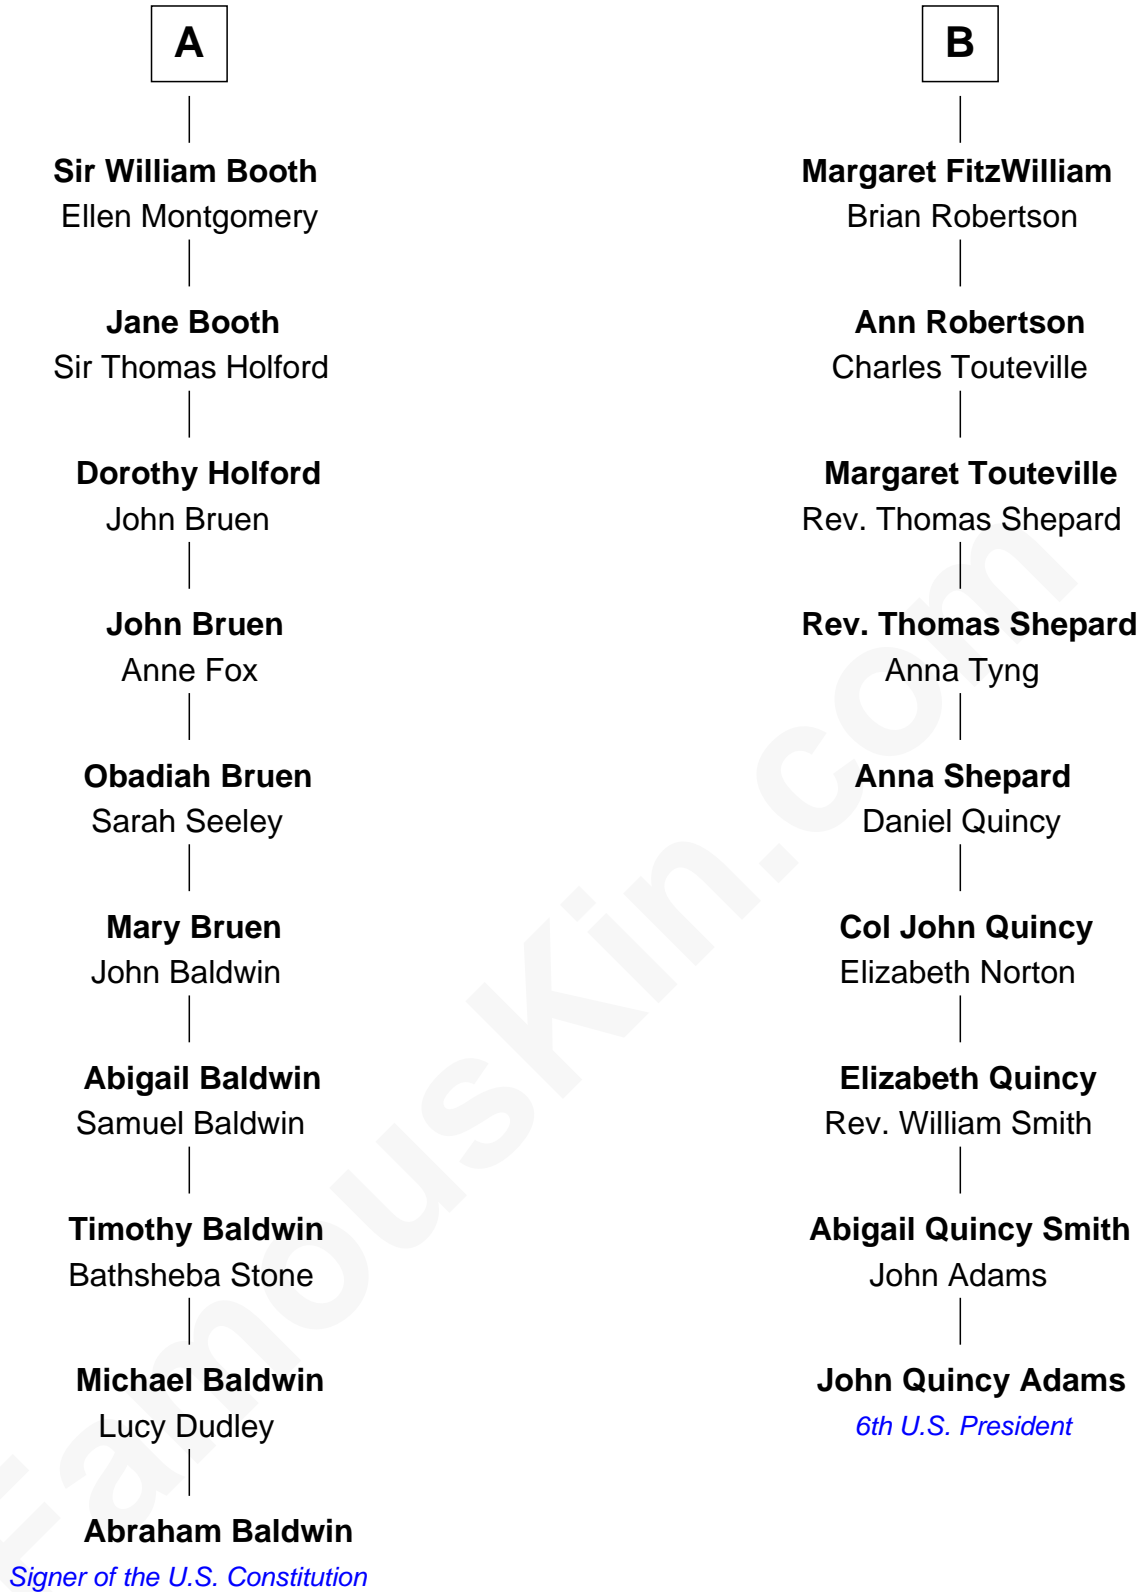 A
Sir William Booth
Ellen Montgomery
Jane Booth
Sir Thomas Holford
Dorothy Holford
John Bruen
John Bruen
Anne Fox
Obadiah Bruen
Sarah Seeley
Mary Bruen
John Baldwin
Abigail Baldwin
Samuel Baldwin
Timothy Baldwin
Bathsheba Stone
Michael Baldwin
Lucy Dudley
Abraham Baldwin
Signer of the U.S. Constitution
B
Margaret FitzWilliam
Brian Robertson
Ann Robertson
Charles Touteville
Margaret Touteville
Rev. Thomas Shepard
Rev. Thomas Shepard
Anna Tyng
Anna Shepard
Daniel Quincy
Col John Quincy
Elizabeth Norton
Elizabeth Quincy
Rev. William Smith
Abigail Quincy Smith
John Adams
John Quincy Adams
6th U.S. President
FamousKin.com